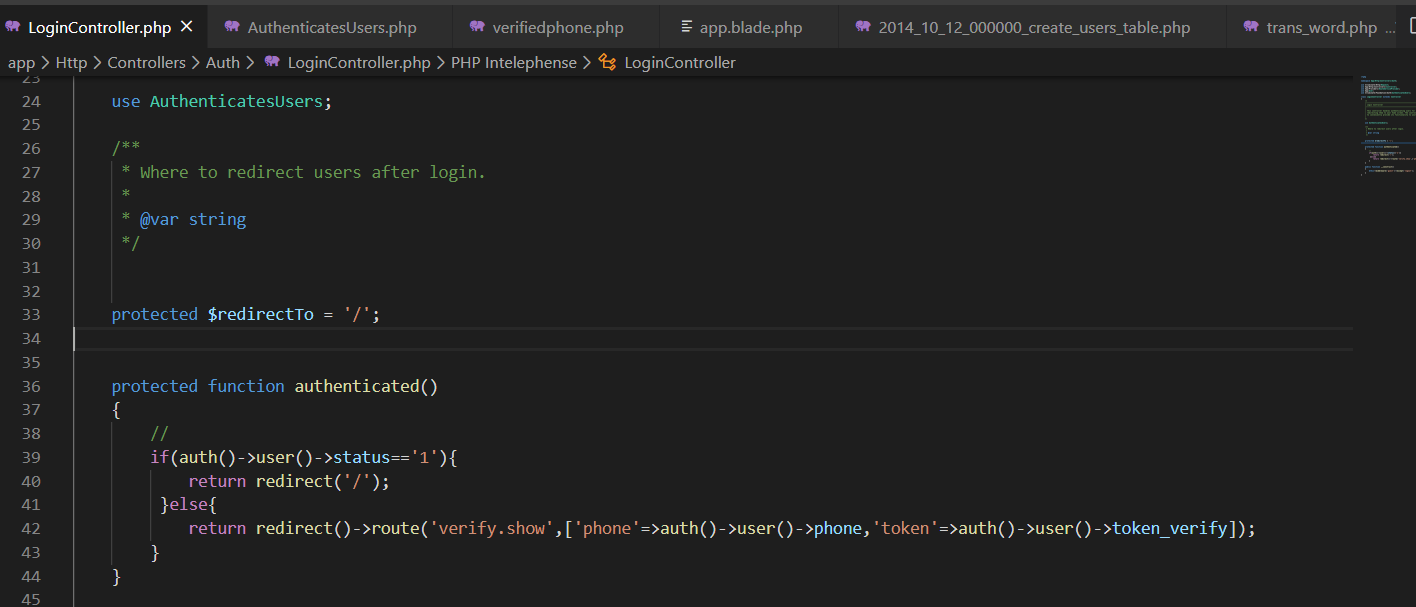 LoginController.php
AuthenticatesUsers.php
verifiedphone.php
app.blade.php
2014_10_12_000000_create_users_table.php
trans_word.php ...
app > Http > Controllers > Auth > LoginController.php > PHP Intelephense > LoginController
23
24 use AuthenticatesUsers;
25
26 /**
27 * Where to redirect users after login.
28 *
29 * @var string
30 */
31
32
33 protected $redirectTo = '/';
34
35
36 protected function authenticated()
37 {
38 //
39 if(auth()->user()->status=='1'){
40 return redirect('/');
41 }else{
42 return redirect()->route('verify.show',['phone'=>auth()->user()->phone,'token'=>auth()->user()->token_verify]);
43 }
44 }
45